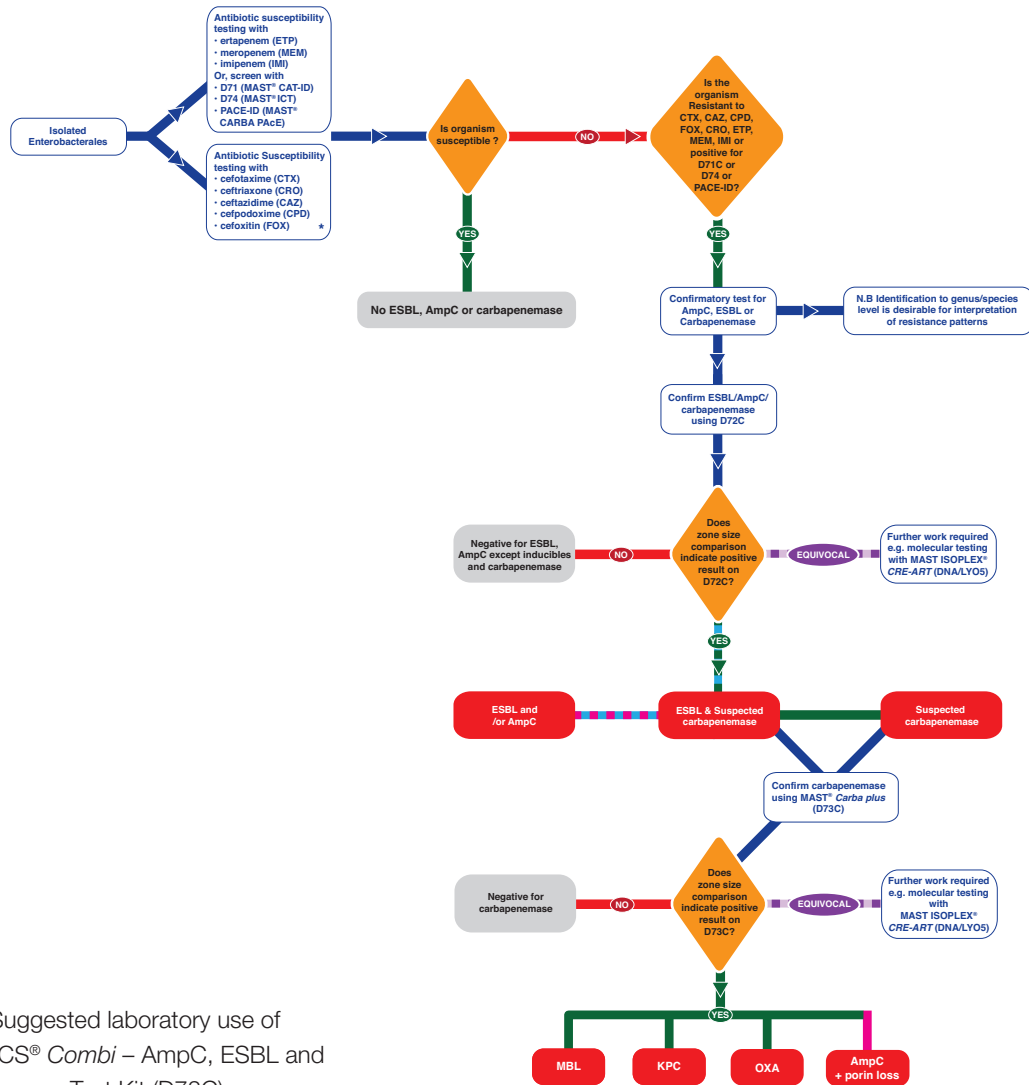 Antibiotic susceptibility
testing with
• ertapenem (ETP)
• meropenem (MEM)
• imipenem (IMI)
Or, screen with
• D71 (MAST® CAT-ID)
• D74 (MAST® ICT)
• PACE-ID (MAST®
CARBA PAcE)
Isolated
Enterobacterales
Antibiotic Susceptibility
testing with
• cefotaxime (CTX)
• ceftriaxone (CRO)
• ceftazidime (CAZ)
• cefpodoxime (CPD)
• cefoxitin (FOX) *
Is organism
susceptible ?
NO
Is the
organism
Resistant to
CTX, CAZ, CPD,
FOX, CRO, ETP,
MEM, IMI or
positive for
D71C or
D74 or
PACE-ID?
YES
YES
No ESBL, AmpC or carbapenemase
Confirmatory test for
AmpC, ESBL or
Carbapenemase
N.B Identification to genus/species
level is desirable for interpretation
of resistance patterns
Confirm ESBL/AmpC/
carbapenemase
using D72C
Does
zone size
comparison
indicate positive
result on
D72C?
Negative for ESBL,
AmpC except inducibles
and carbapenemase
NO
EQUIVOCAL
Further work required
e.g. molecular testing
with MAST ISOPLEX®
CRE-ART (DNA/LYO5)
YES
ESBL and
/or AmpC
ESBL & Suspected
carbapenemase
Suspected
carbapenemase
Confirm carbapenemase
using MAST® Carba plus
(D73C)
Does
zone size
comparison
indicate positive
result on
D73C?
Negative for
carbapenemase
NO
EQUIVOCAL
Further work required
e.g. molecular testing
with
MAST ISOPLEX®
CRE-ART (DNA/LYO5)
YES
MBL
KPC
OXA
AmpC
+ porin loss
Suggested laboratory use of
CS® Combi – AmpC, ESBL and